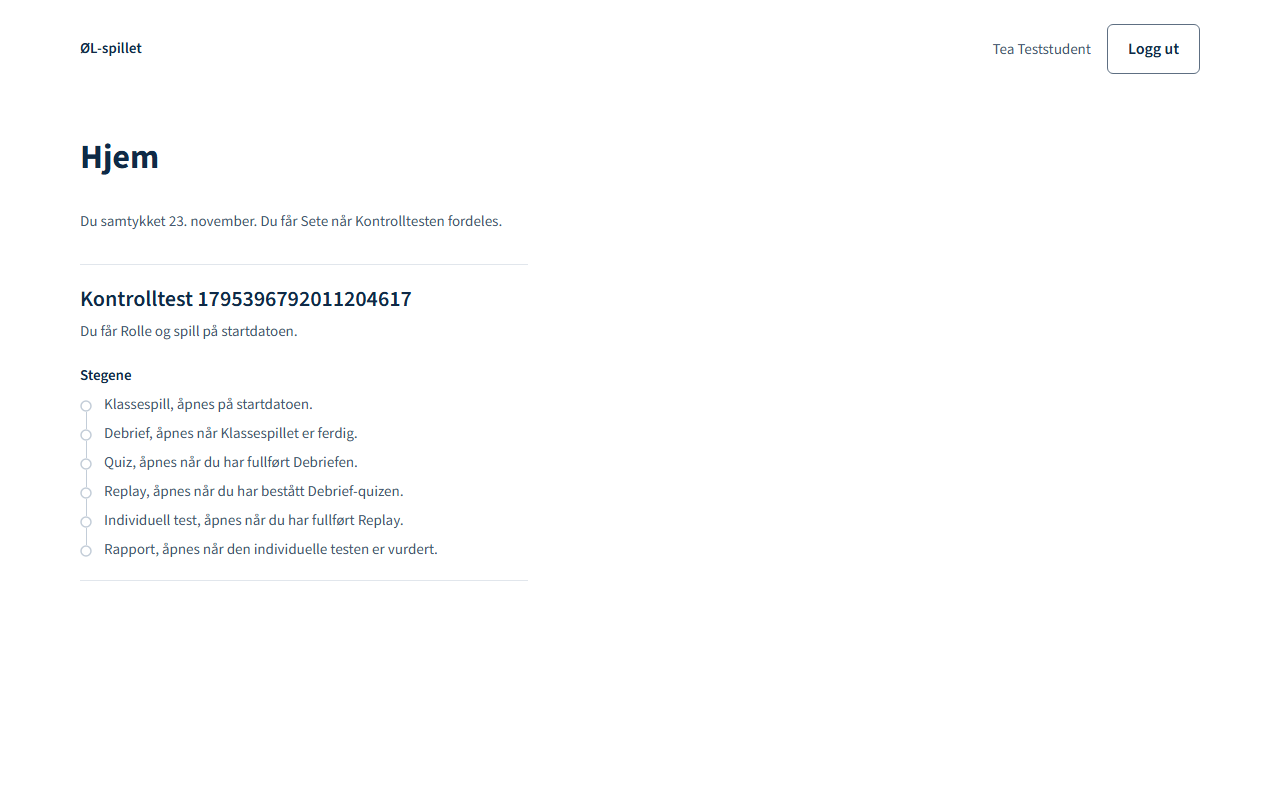 ØL-spillet
Tea Teststudent
Logg ut
Hjem
Du samtykket 23. november. Du får Sete når Kontrolltesten fordeles.
Kontrolltest 1795396792011204617
Du får Rolle og spill på startdatoen.
Stegene
Klassespill, åpnes på startdatoen.
Debrief, åpnes når Klassespillet er ferdig.
Quiz, åpnes når du har fullført Debriefen.
Replay, åpnes når du har bestått Debrief-quizen.
Individuell test, åpnes når du har fullført Replay.
Rapport, åpnes når den individuelle testen er vurdert.